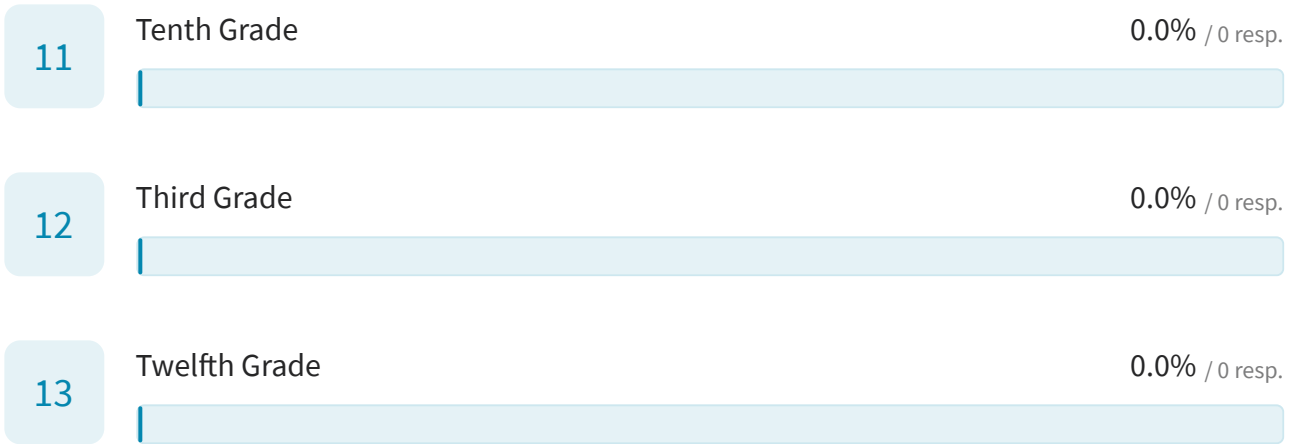 11
Tenth Grade
0.0% / 0 resp.
12
Third Grade
0.0% / 0 resp.
13
Twelfth Grade
0.0% / 0 resp.